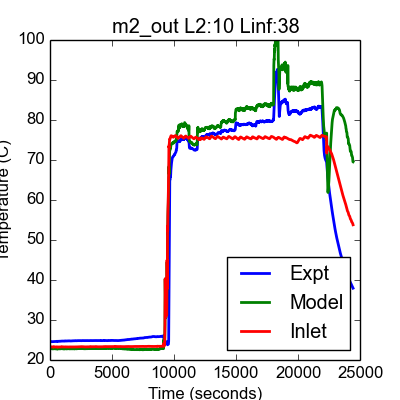 m2_out L2:10 Linf:38
100
90
80
70
60
50
40
30
20
Temperature (C)
Expt
Model
Inlet
0 5000 10000 15000 20000 25000
Time (seconds)